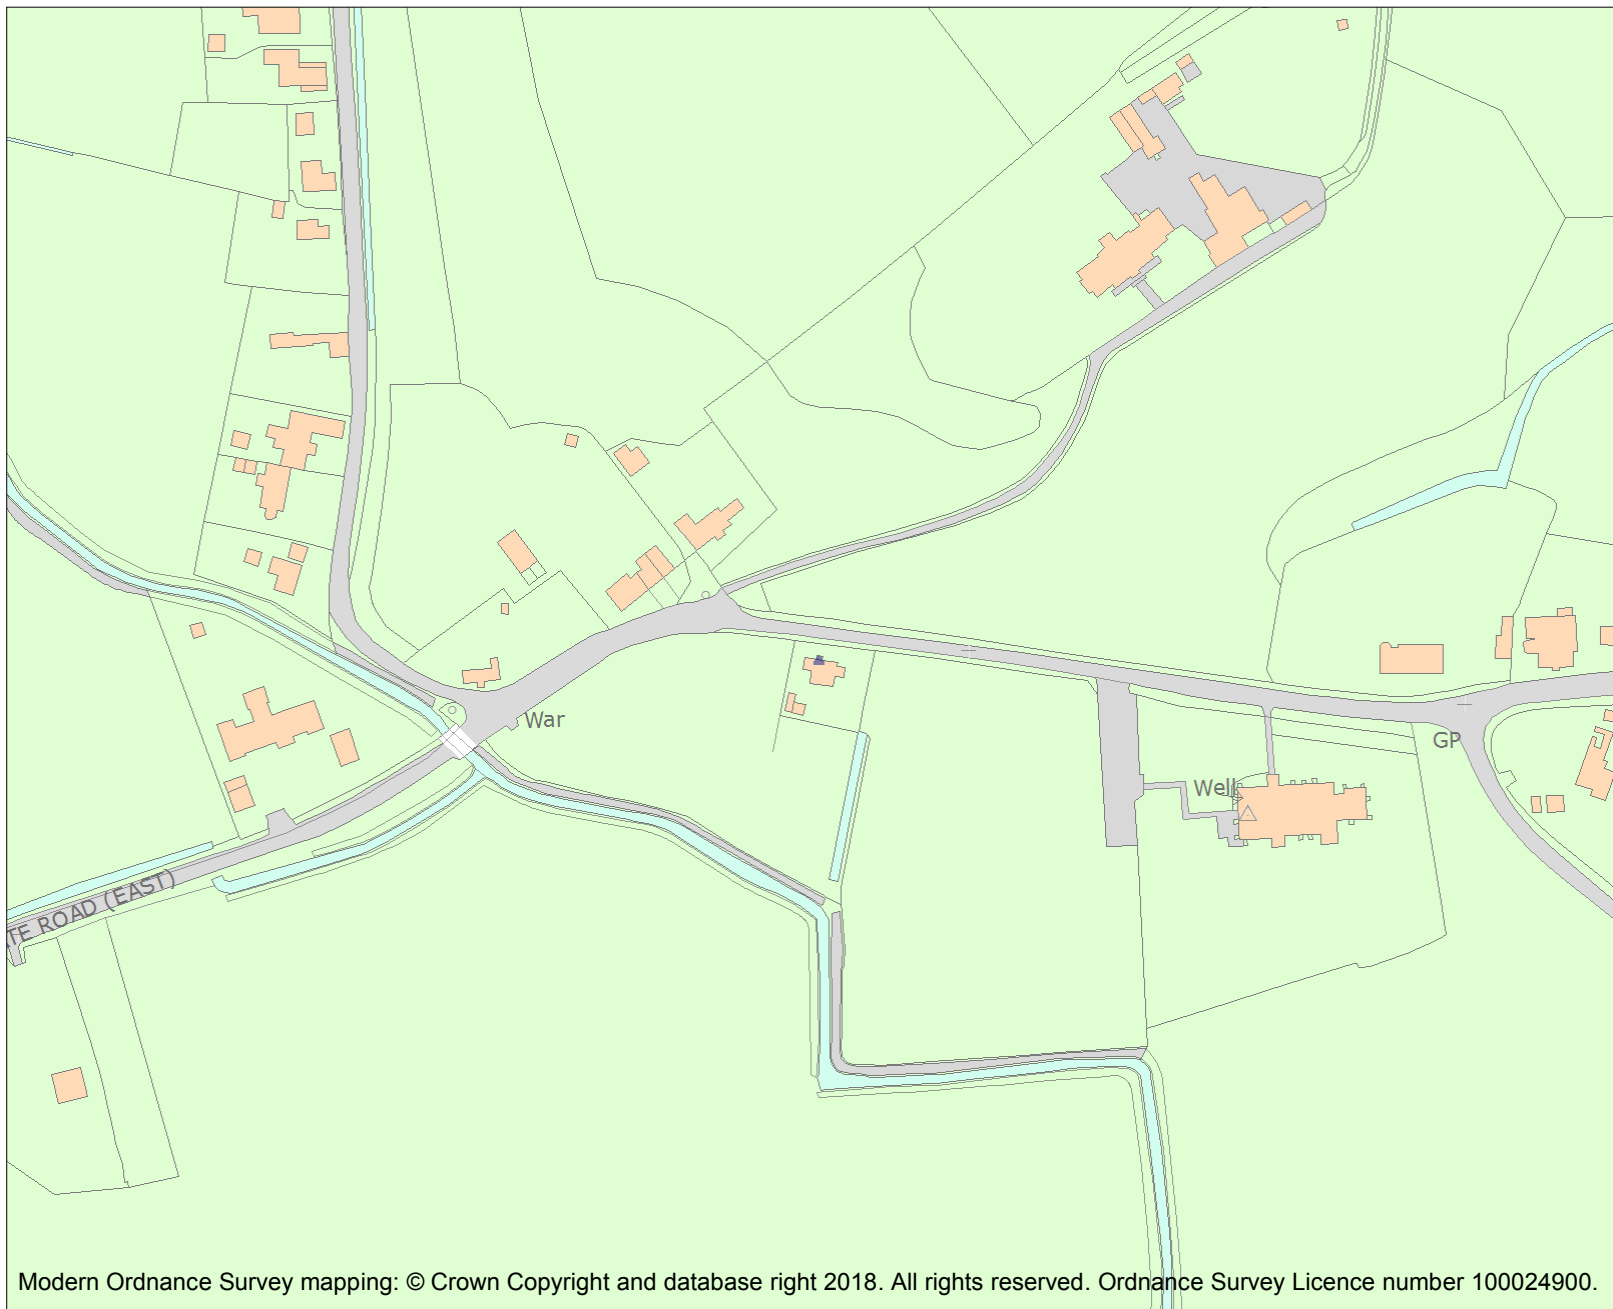 War
GP
Well
TE ROAD (EAST)
Modern Ordnance Survey mapping: © Crown Copyright and database right 2018. All rights reserved. Ordnance Survey Licence number 100024900.